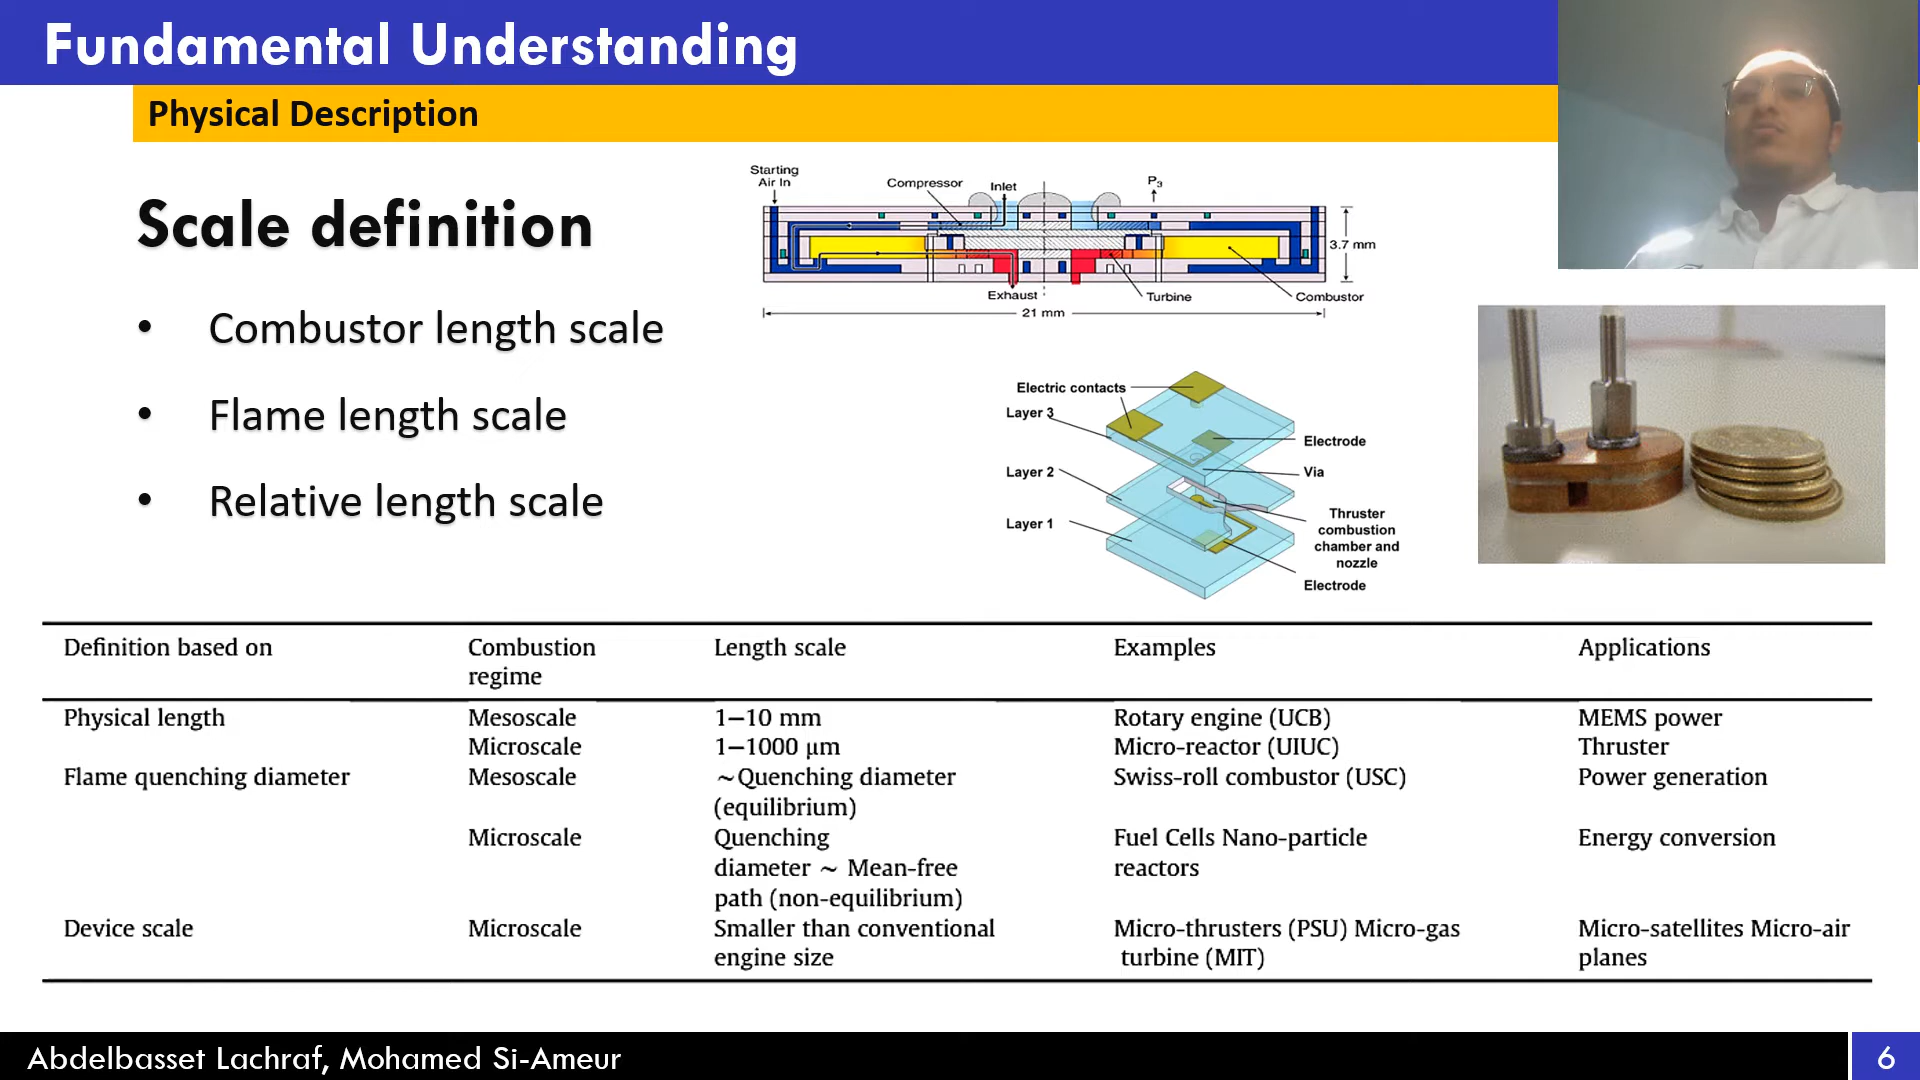 Fundamental Understanding
Physical Description
Scale definition
• Combustor length scale
• Flame length scale
• Relative length scale
Starting
Air In
Compressor
Inlet
P3
3.7 mm
Exhaust
Turbine
Combustor
21 mm
Electric contacts
Layer 3
Electrode
Layer 2
Via
Layer 1
Thruster
combustion
chamber and
nozzle
Electrode
Definition based on Combustion regime Length scale Examples Applications
Physical length Mesoscale 1–10 mm Rotary engine (UCB) MEMS power
Microscale 1–1000 μm Micro-reactor (UIUC) Thruster
Flame quenching diameter Mesoscale ~Quenching diameter Swiss-roll combustor (USC) Power generation
(equilibrium)
Microscale Quenching Fuel Cells Nano-particle Energy conversion
diameter ~ Mean-free reactors
path (non-equilibrium)
Device scale Microscale Smaller than conventional Micro-thrusters (PSU) Micro-gas Micro-satellites Micro-air
engine size turbine (MIT) planes
Abdelbasset Lachraf, Mohamed Si-Ameur
6